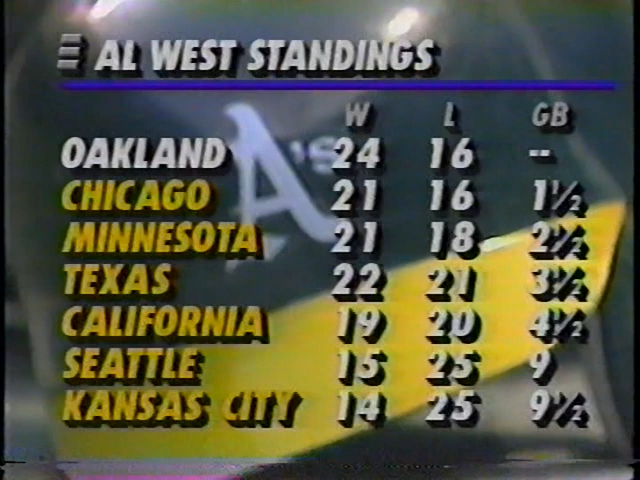 AL WEST STANDINGS
W L GB
OAKLAND 24 16 --
CHICAGO 21 16 1½
MINNESOTA 21 18 2½
TEXAS 22 21 3½
CALIFORNIA 19 20 4½
SEATTLE 15 25 9
KANSAS CITY 14 25 9½
A's